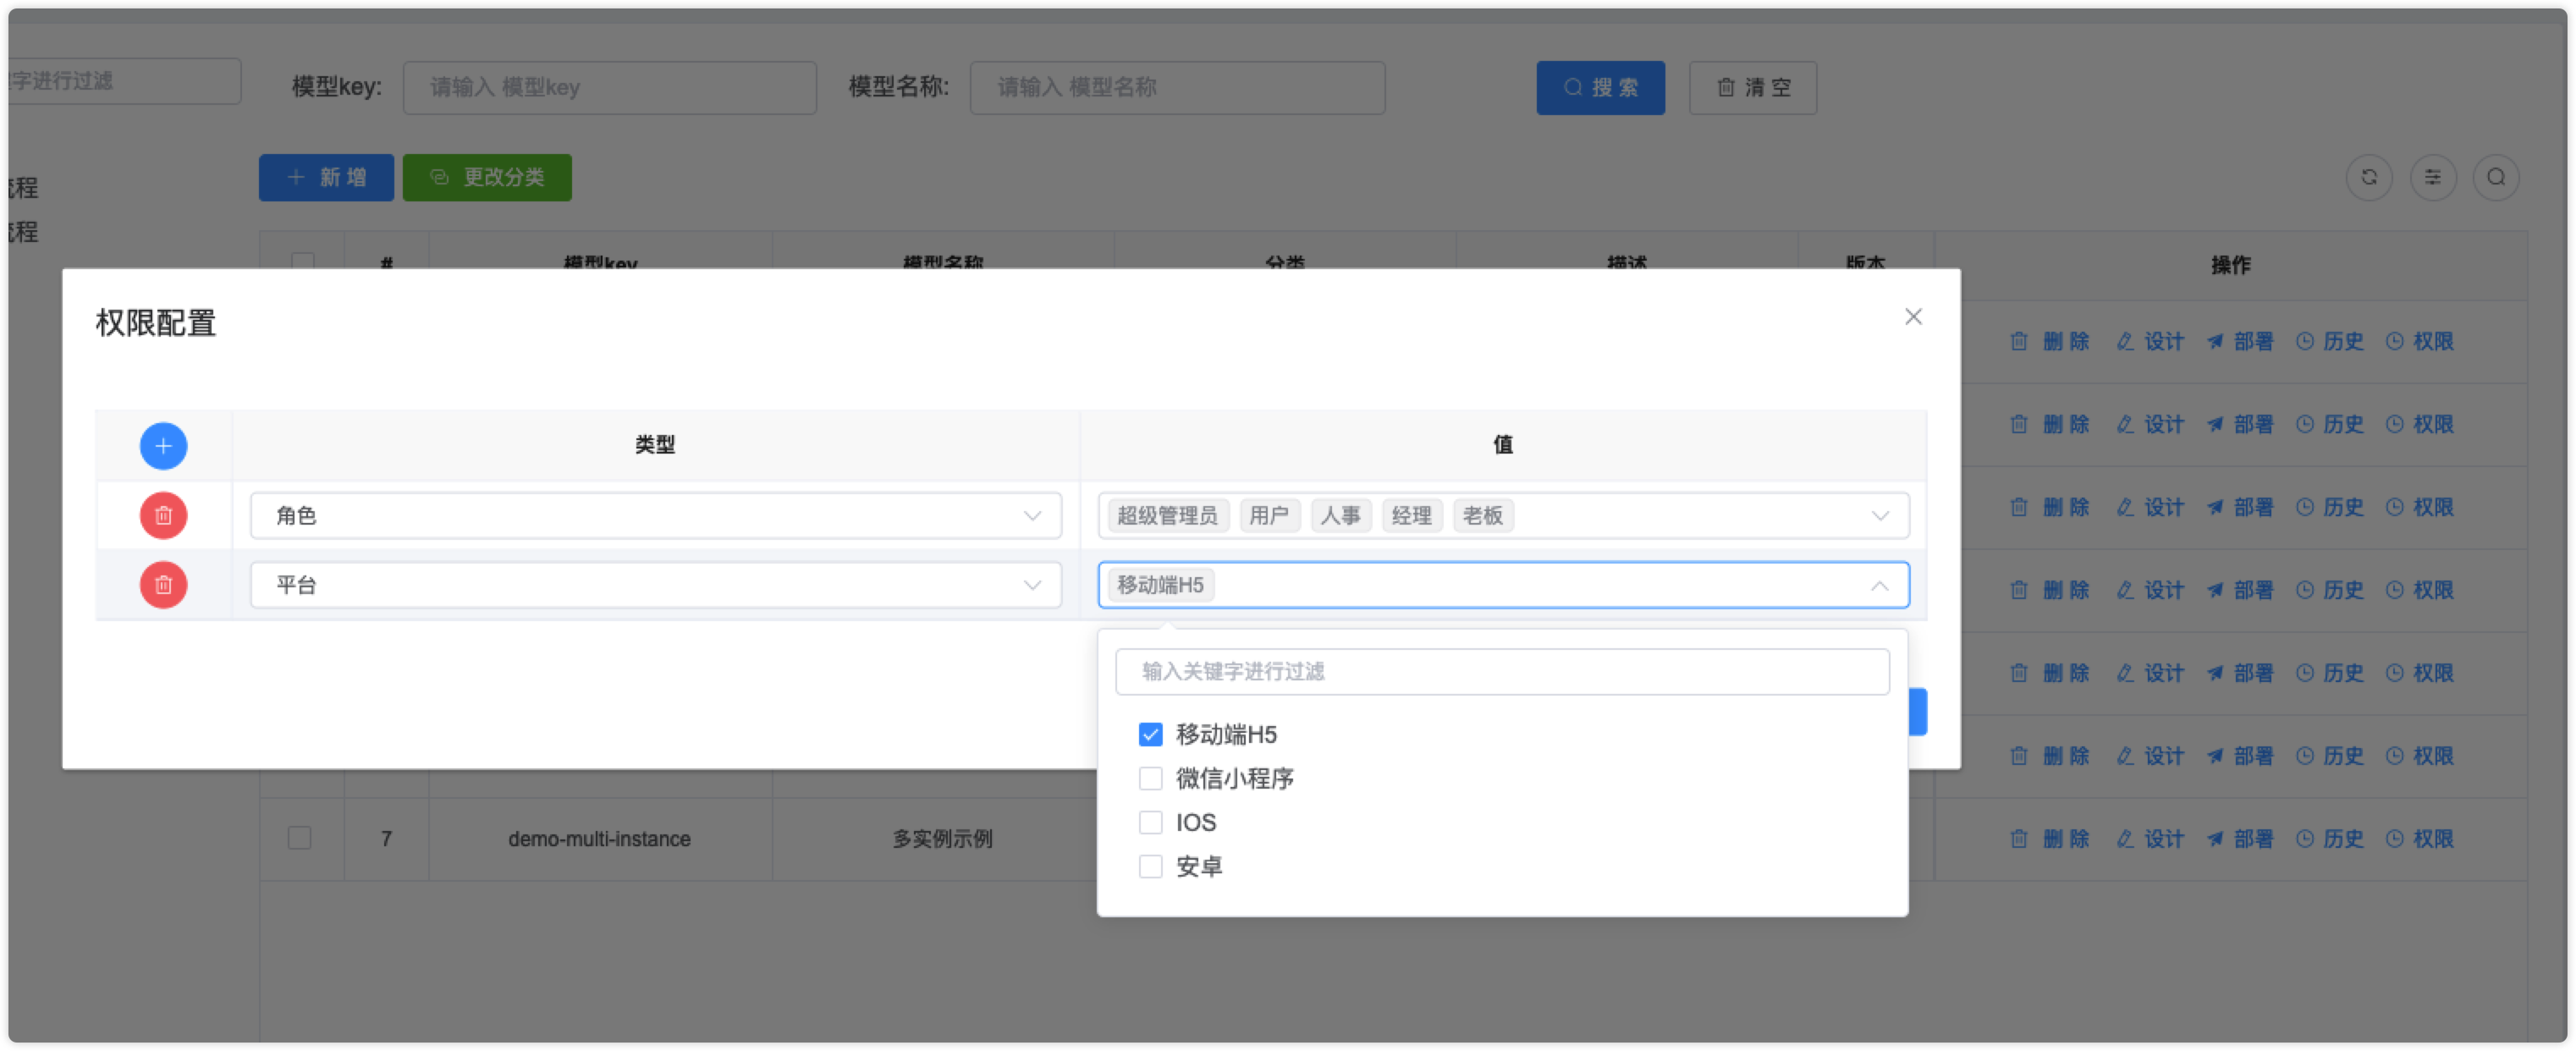 字进行过滤
模型key: 请输入 模型key 模型名称: 请输入 模型名称 搜 索 清 空
新 增 更改分类
流程
流程
# 模型key 模型名称 分类 描述 版本 操作
权限配置
删 除 设计 部署 历史 权限
删 除 设计 部署 历史 权限
类型 值
角色 超级管理员 用户 人事 经理 老板
删 除 设计 部署 历史 权限
平台 移动端H5
删 除 设计 部署 历史 权限
输入关键字进行过滤
删 除 设计 部署 历史 权限
移动端H5
删 除 设计 部署 历史 权限
微信小程序
IOS
7 demo-multi-instance 多实例示例 删 除 设计 部署 历史 权限
安卓